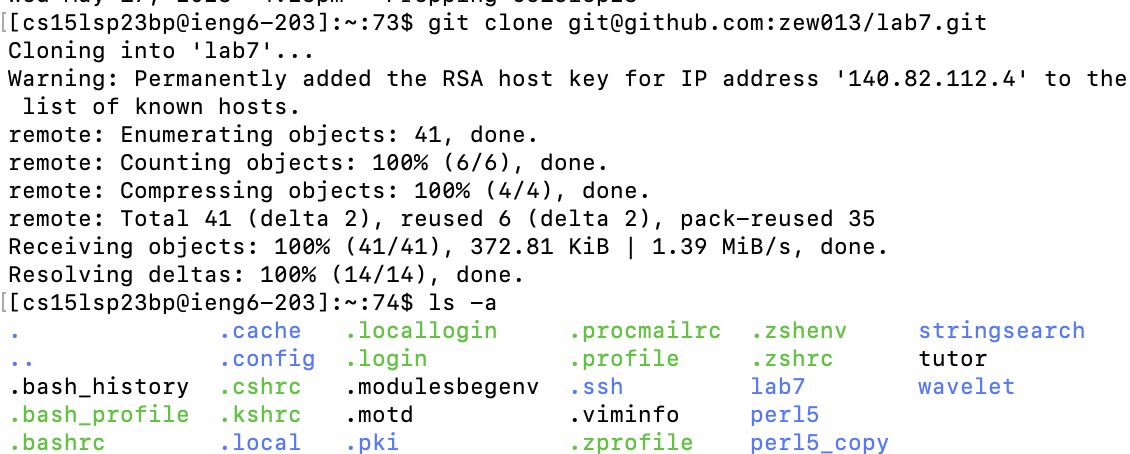 [[cs15lsp23bp@ieng6-203]:~:73$ git clone git@github.com:zew013/lab7.git
Cloning into 'lab7'...
Warning: Permanently added the RSA host key for IP address '140.82.112.4' to the
list of known hosts.
remote: Enumerating objects: 41, done.
remote: Counting objects: 100% (6/6), done.
remote: Compressing objects: 100% (4/4), done.
remote: Total 41 (delta 2), reused 6 (delta 2), pack-reused 35
Receiving objects: 100% (41/41), 372.81 KiB | 1.39 MiB/s, done.
Resolving deltas: 100% (14/14), done.
[[cs15lsp23bp@ieng6-203]:~:74$ ls -a
. .cache .locallogin .procmailrc .zshenv stringsearch
.. .config .login .profile .zshrc tutor
.bash_history .cshrc .modulesbegenv .ssh lab7 wavelet
.bash_profile .kshrc .motd .viminfo perl5
.bashrc .local .pki .zprofile perl5_copy